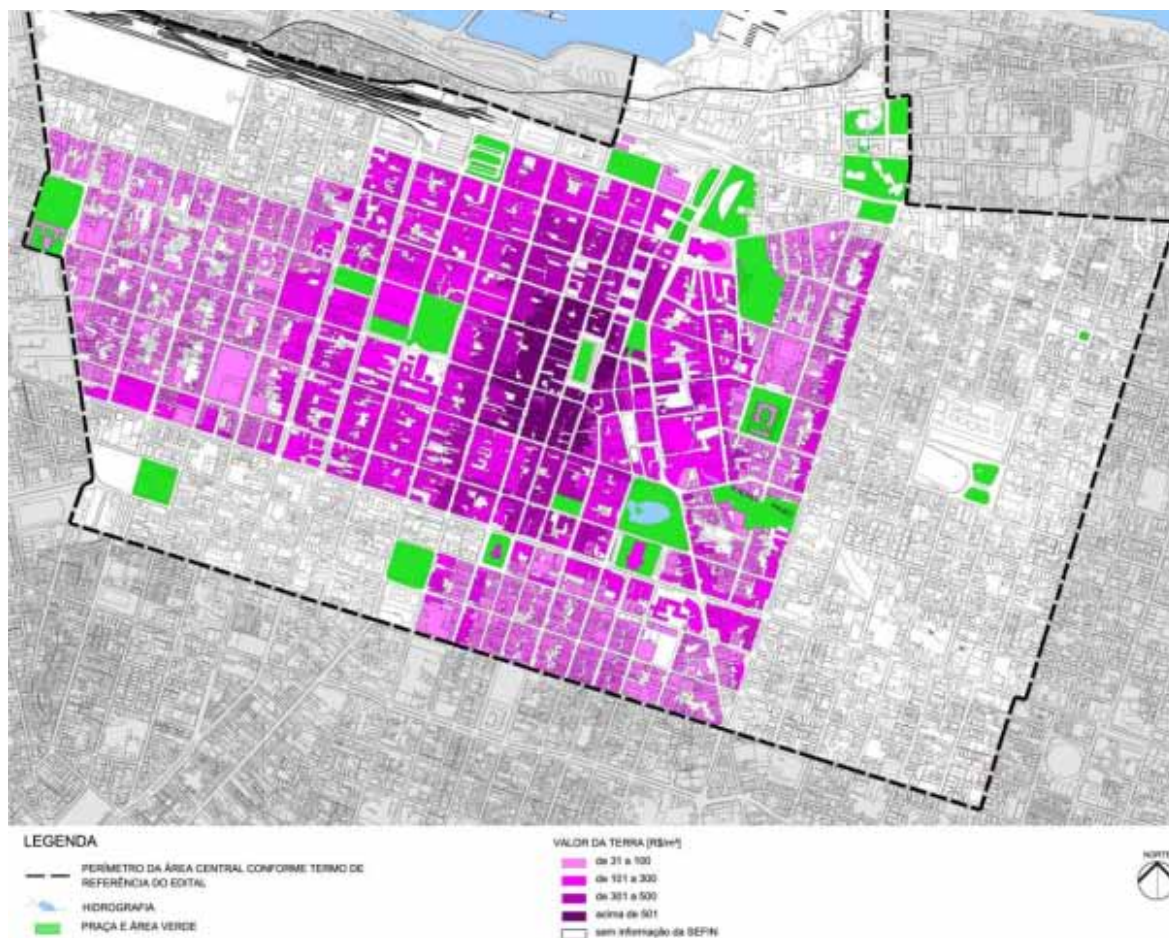 LEGENDA
PERÍMETRO DA ÁREA CENTRAL CONFORME TERMO DE
REFERÊNCIA DO EDITAL
HIDROGRAFIA
PRAÇA E ÁREA VERDE
VALOR DA TERRA [R$/m²]
de 31 a 100
de 101 a 300
de 301 a 500
acima de 501
sem informação da SEFIN
NORTE